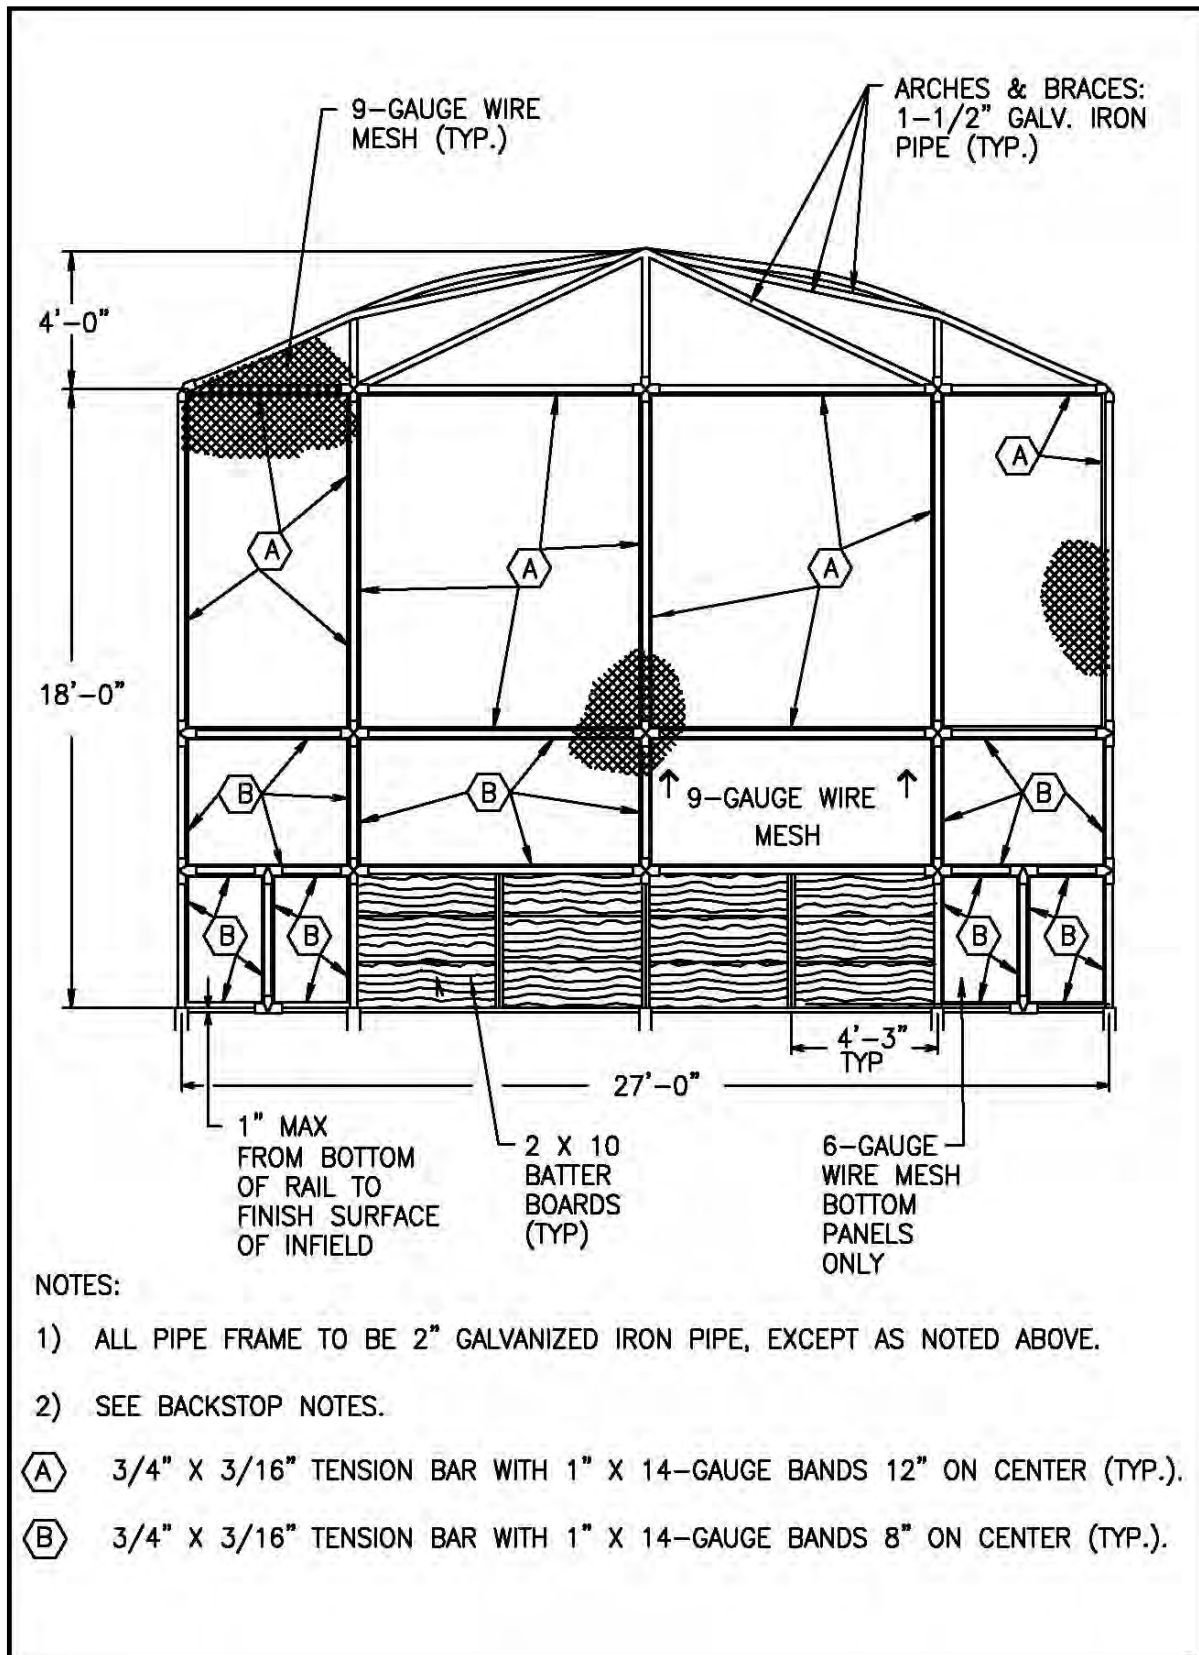 9-GAUGE WIRE
MESH (TYP.)
ARCHES & BRACES:
1-1/2" GALV. IRON
PIPE (TYP.)
4'-0"
A
A
A
A
18'-0"
B
B
9-GAUGE WIRE
MESH
B
B
B
B
B
4'-3"
TYP
27'-0"
1" MAX
FROM BOTTOM
OF RAIL TO
FINISH SURFACE
OF INFIELD
2 X 10
BATTER
BOARDS
(TYP)
6-GAUGE
WIRE MESH
BOTTOM
PANELS
ONLY
NOTES:
1) ALL PIPE FRAME TO BE 2" GALVANIZED IRON PIPE, EXCEPT AS NOTED ABOVE.
2) SEE BACKSTOP NOTES.
A 3/4" X 3/16" TENSION BAR WITH 1" X 14-GAUGE BANDS 12" ON CENTER (TYP.).
B 3/4" X 3/16" TENSION BAR WITH 1" X 14-GAUGE BANDS 8" ON CENTER (TYP.).